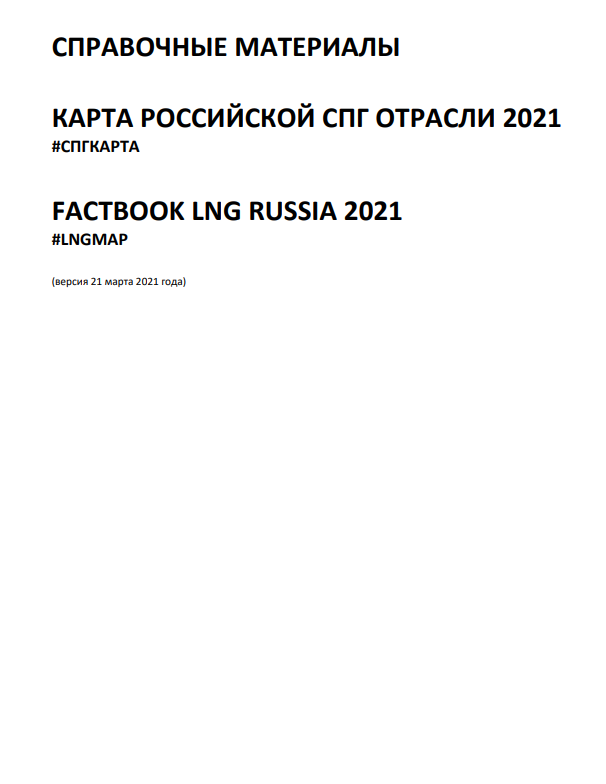 СПРАВОЧНЫЕ МАТЕРИАЛЫ
КАРТА РОССИЙСКОЙ СПГ ОТРАСЛИ 2021
#СПГКАРТА
FACTBOOK LNG RUSSIA 2021
#LNGMAP
(версия 21 марта 2021 года)